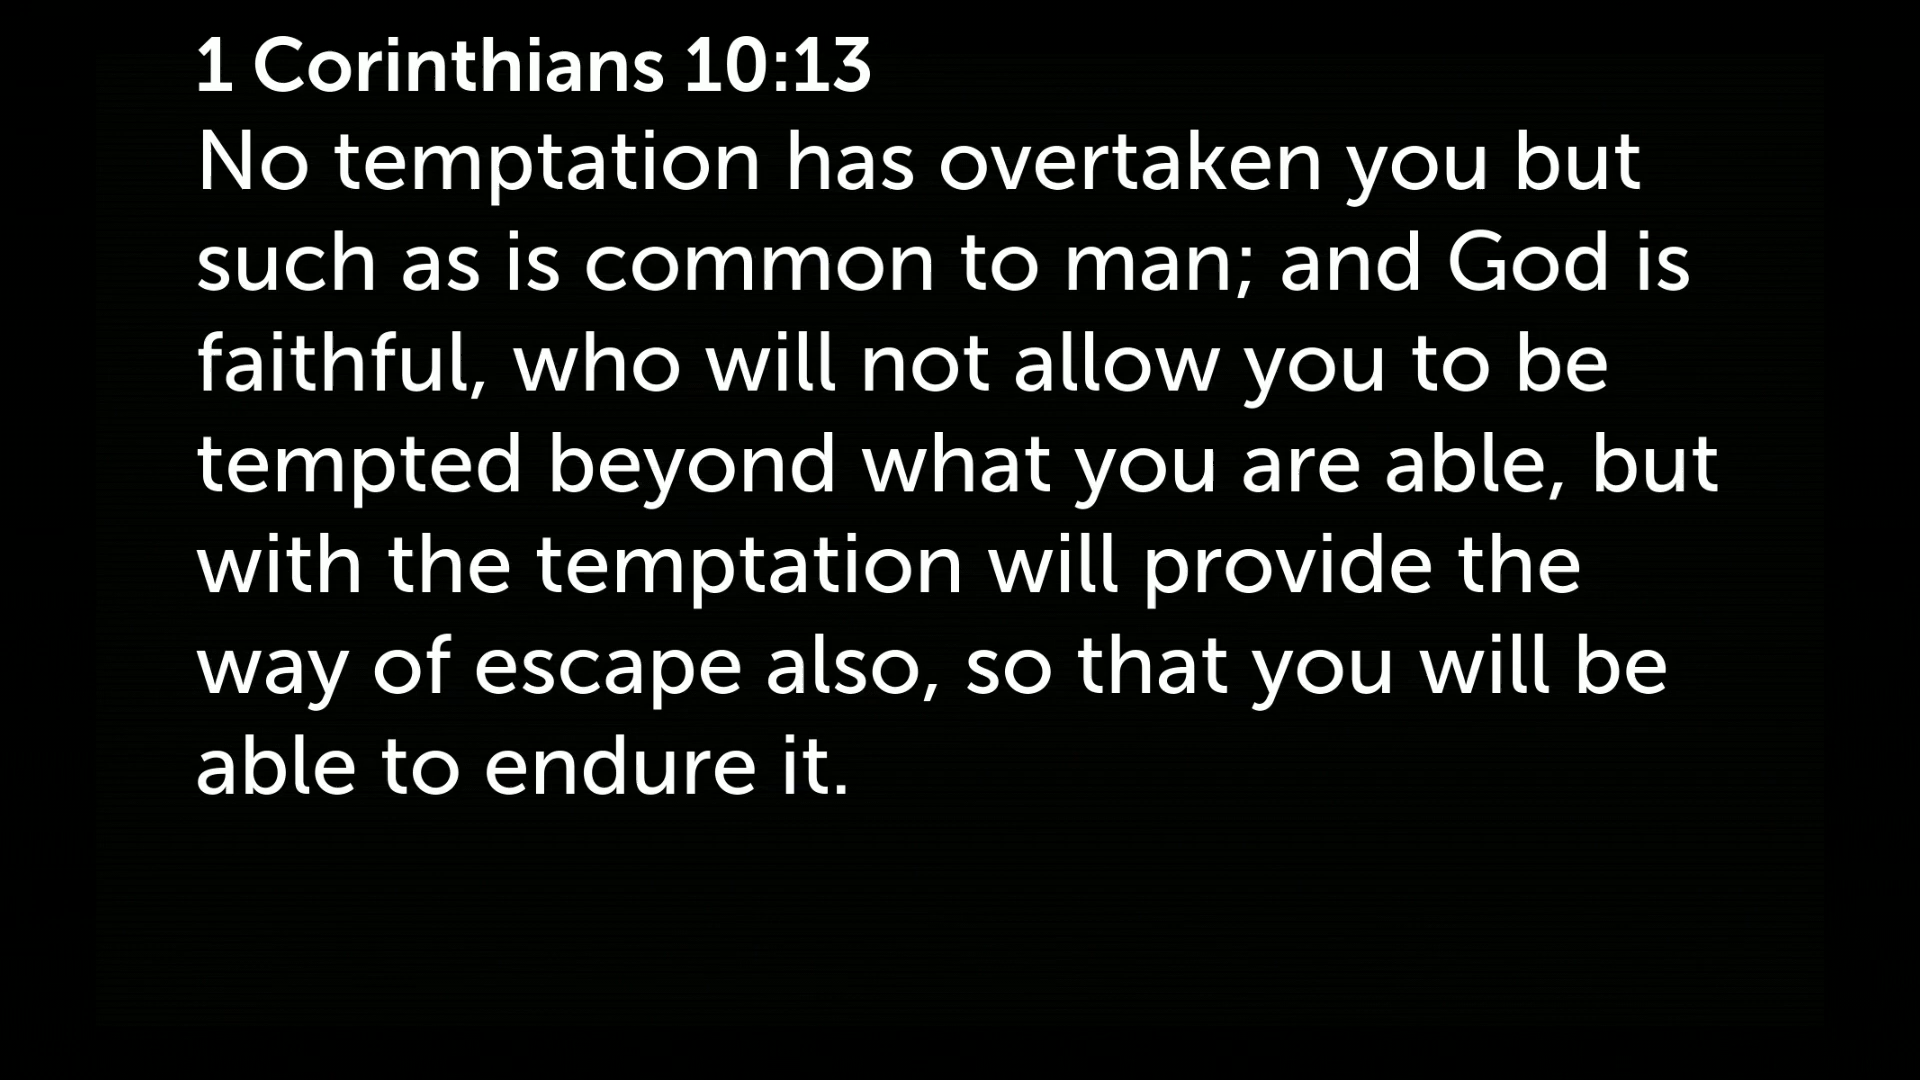 1 Corinthians 10:13
No temptation has overtaken you but
such as is common to man; and God is
faithful, who will not allow you to be
tempted beyond what you are able, but
with the temptation will provide the
way of escape also, so that you will be
able to endure it.